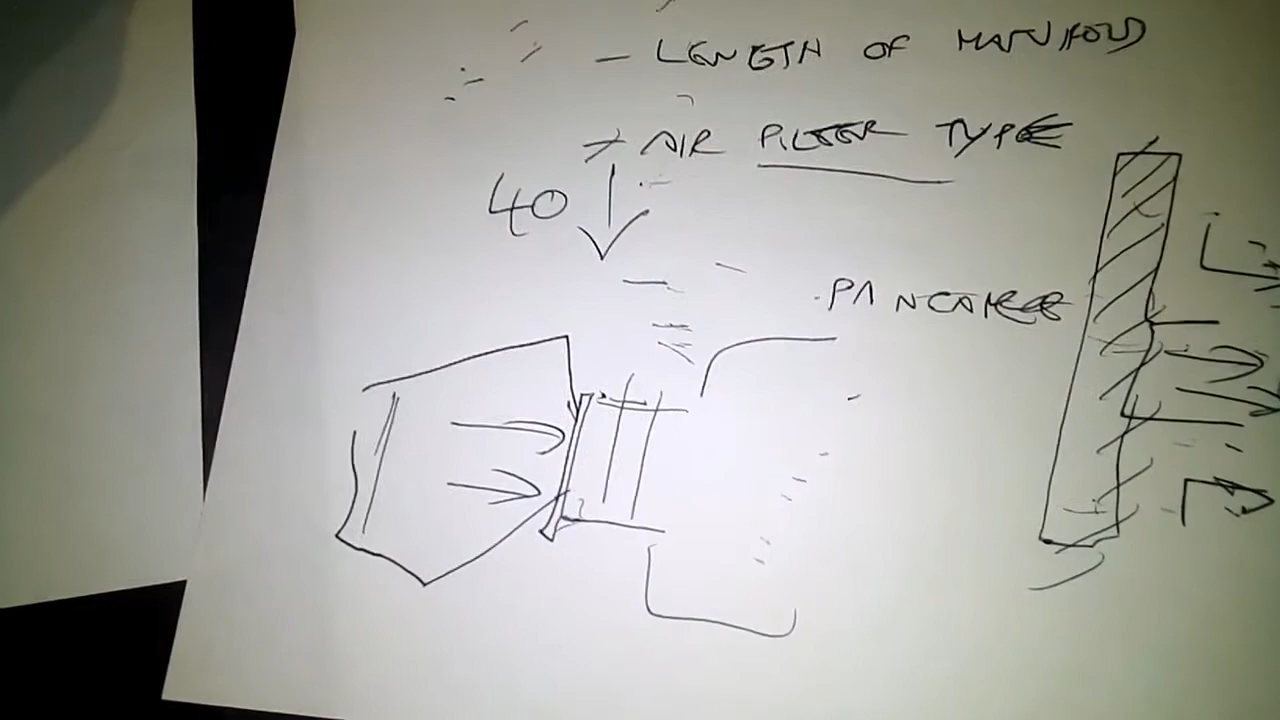 - LENGTH OF MANIFOLD
+ AIR FILTER TYPE
40
PANCAKE